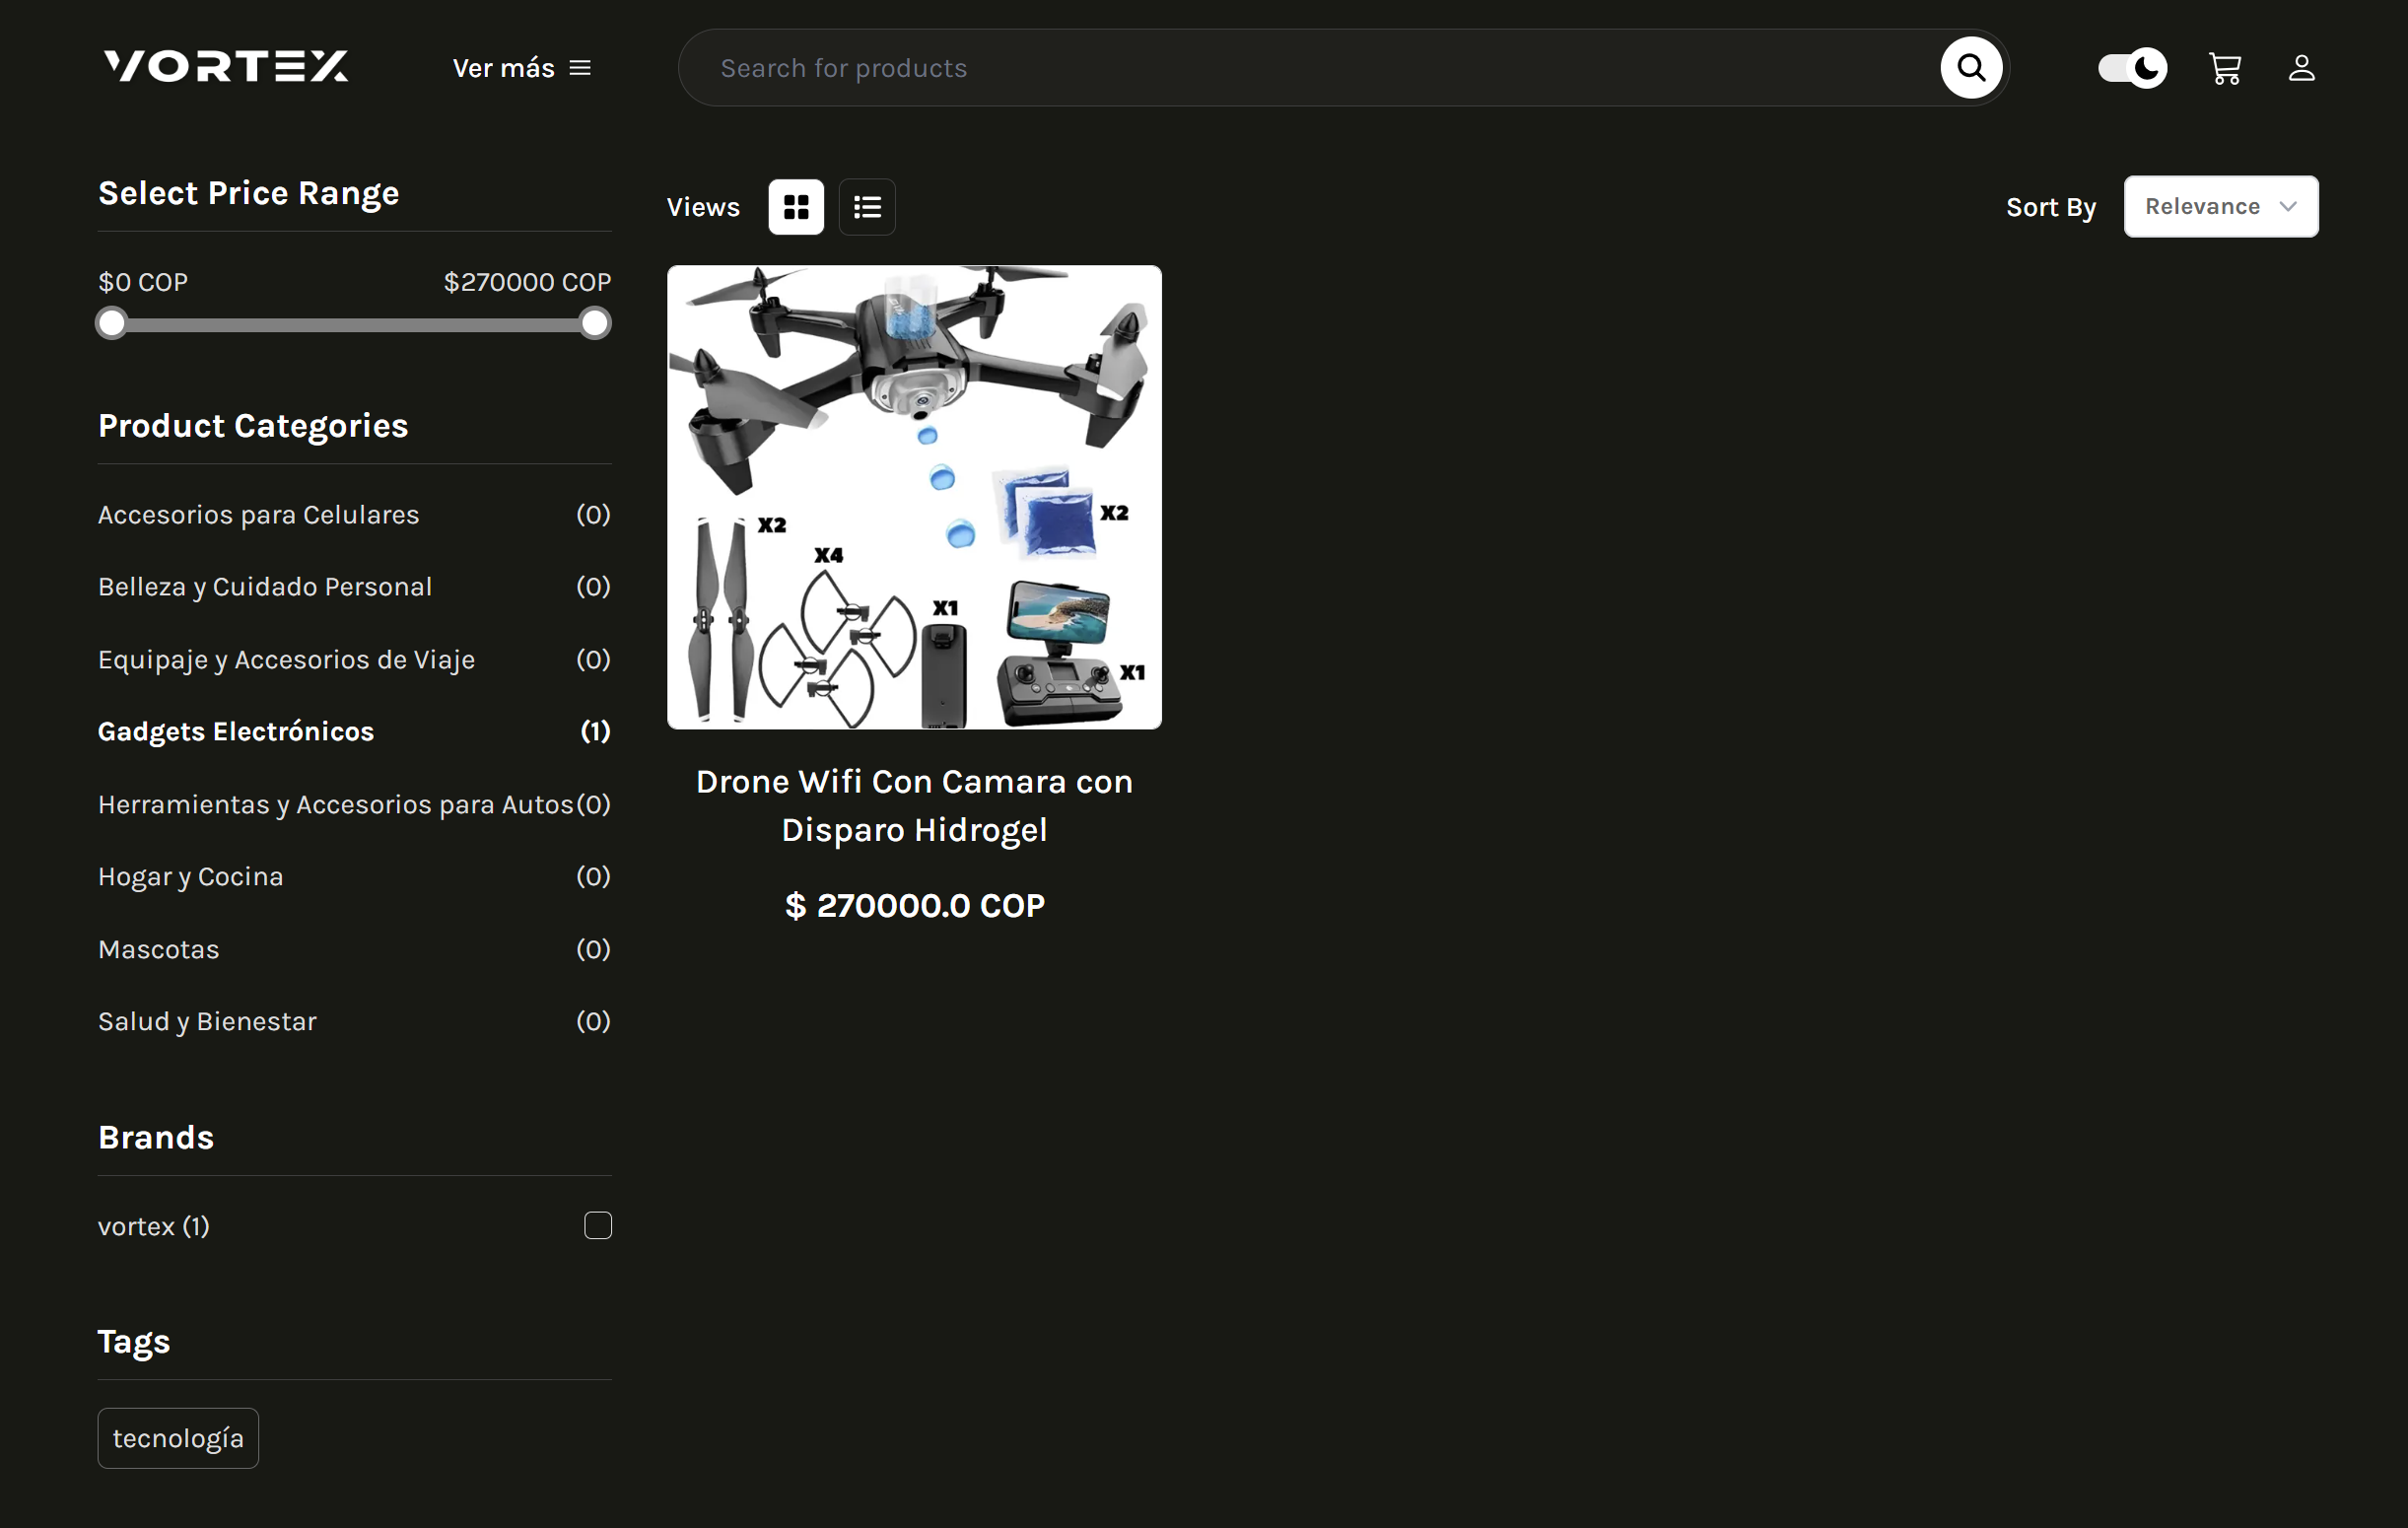 VORTEX
Ver más
Search for products
Select Price Range
$0 COP
$270000 COP
Product Categories
Accesorios para Celulares (0)
Belleza y Cuidado Personal (0)
Equipaje y Accesorios de Viaje (0)
Gadgets Electrónicos (1)
Herramientas y Accesorios para Autos (0)
Hogar y Cocina (0)
Mascotas (0)
Salud y Bienestar (0)
Brands
vortex (1)
Tags
tecnología
Views
Sort By
Relevance
X2
X2
X4
X1
X1
Drone Wifi Con Camara con
Disparo Hidrogel
$ 270000.0 COP